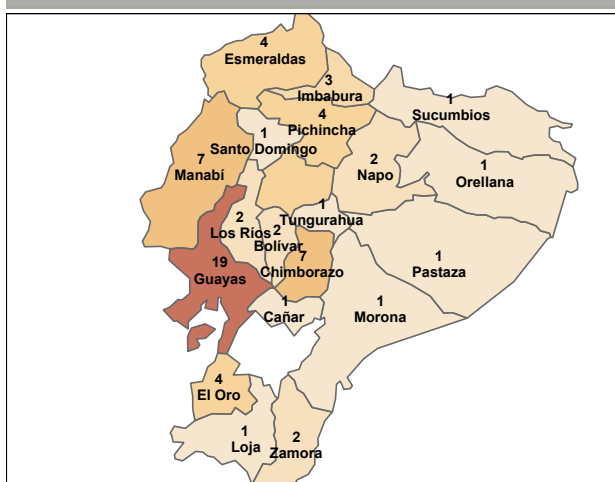 4
Esmeraldas
3
Imbabura
1
Sucumbios
4
Pichincha
1
Santo Domingo
7
Manabí
2
Napo
1
Orellana
1
Tungurahua
2
Los Ríos
2
Bolívar
7
Chimborazo
19
Guayas
1
Pastaza
1
Cañar
1
Morona
4
El Oro
1
Loja
2
Zamora